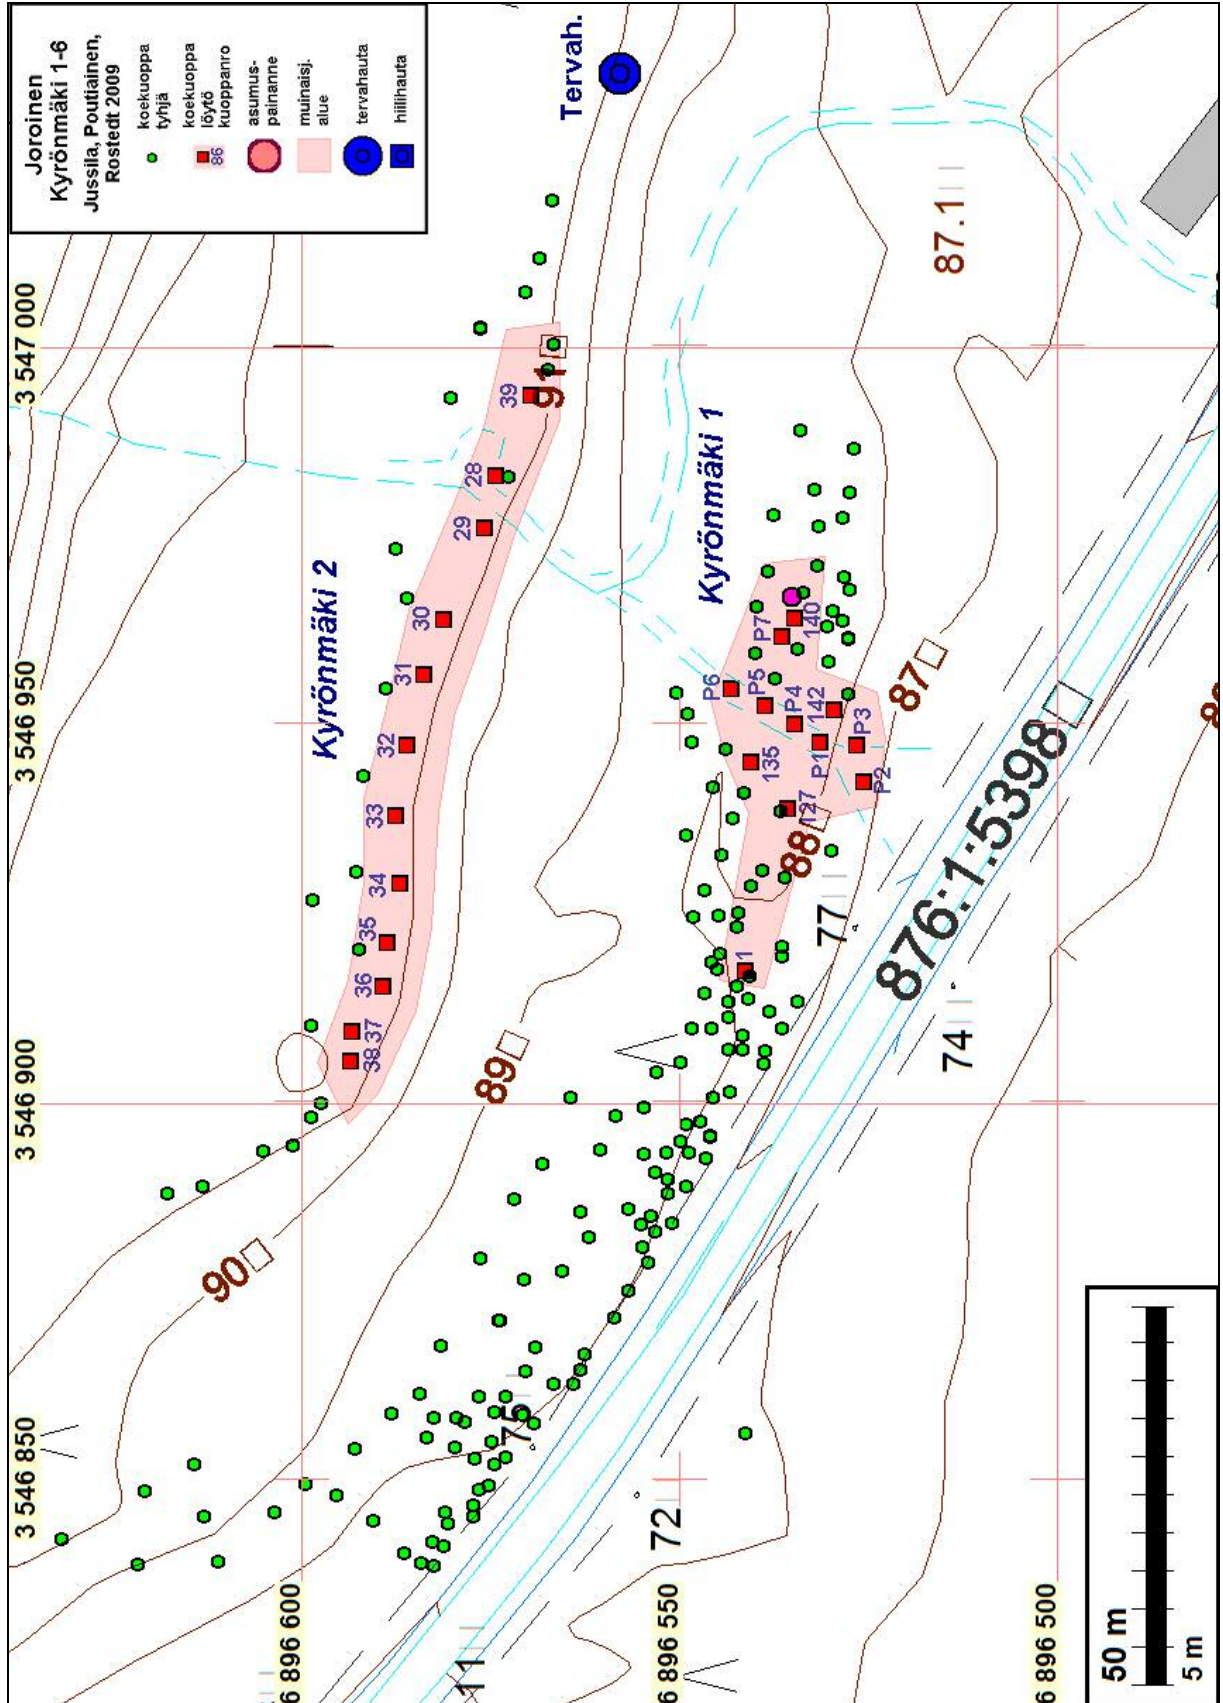 Joroinen
Kyrönmäki 1-6
Jussila, Poutiainen,
Rostedt 2009
koekuoppa
tyhjä
koekuoppa
löytö
kuoppanro
86
asumus-
painanne
muinaisj.
alue
tervahauta
hiilihauta
Tervah.
3 547 000
3 546 950
3 546 900
3 546 850
6 896 600
6 896 550
6 896 500
Kyrönmäki 2
39
28
29
30
31
32
33
34
35
36
37
38
91
90
89
Kyrönmäki 1
P7
140
P6
P5
P4
142
P3
P1
P2
135
127
1
88
87
87.1
77
74
75
72
11
876:1:5398
50 m
5 m